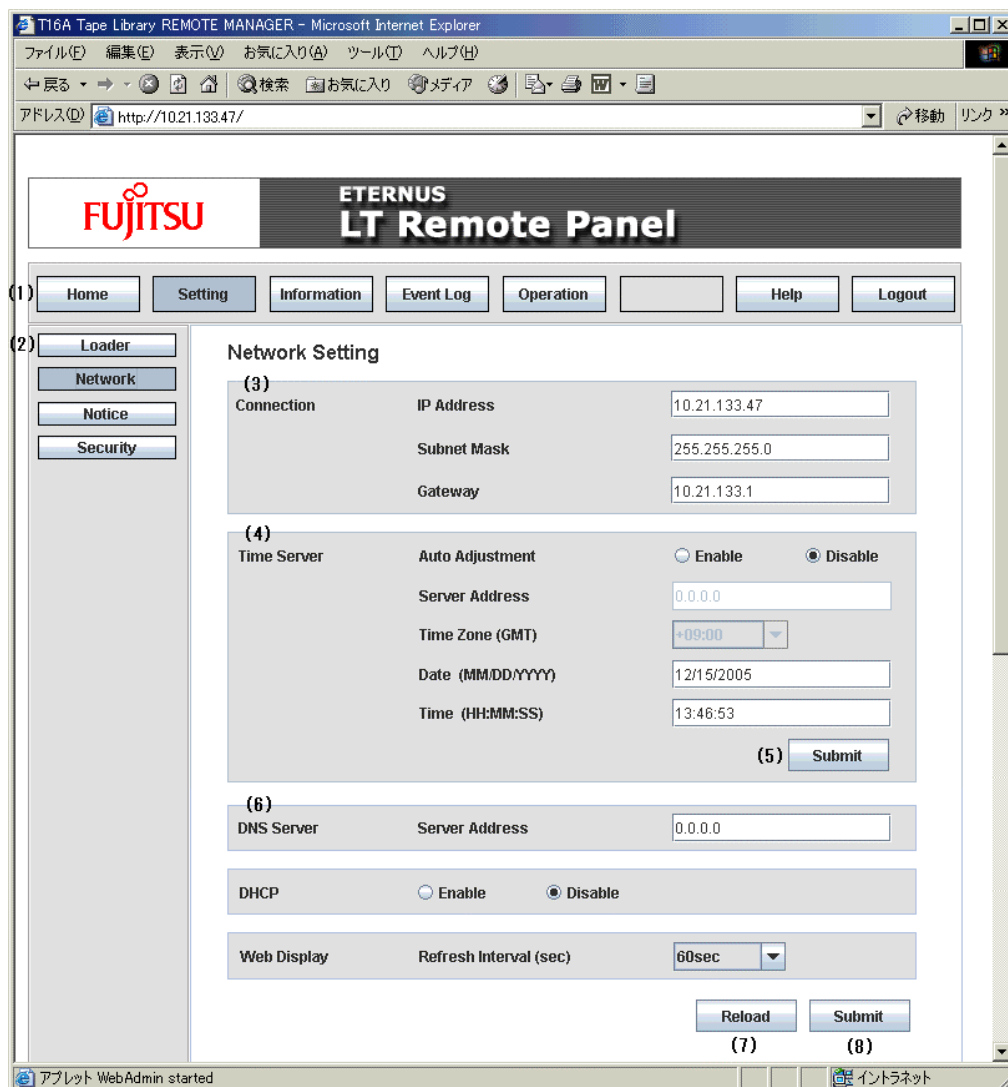 T16A Tape Library REMOTE MANAGER - Microsoft Internet Explorer
ファイル(F) 編集(E) 表示(V) お気に入り(A) ツール(T) ヘルプ(H)
戻る 検索 お気に入り メディア
アドレス(D) http://10.21.133.47/ 移動 リンク »
FUJITSU
ETERNUS
LT Remote Panel
(1) Home Setting Information Event Log Operation Help Logout
(2) Loader
Network
Notice
Security
Network Setting
(3)
Connection IP Address 10.21.133.47
Subnet Mask 255.255.255.0
Gateway 10.21.133.1
(4)
Time Server Auto Adjustment Enable Disable
Server Address 0.0.0.0
Time Zone (GMT) +09:00
Date (MM/DD/YYYY) 12/15/2005
Time (HH:MM:SS) 13:46:53
(5) Submit
(6)
DNS Server Server Address 0.0.0.0
DHCP Enable Disable
Web Display Refresh Interval (sec) 60sec
Reload Submit
(7) (8)
アプレット WebAdmin started イントラネット